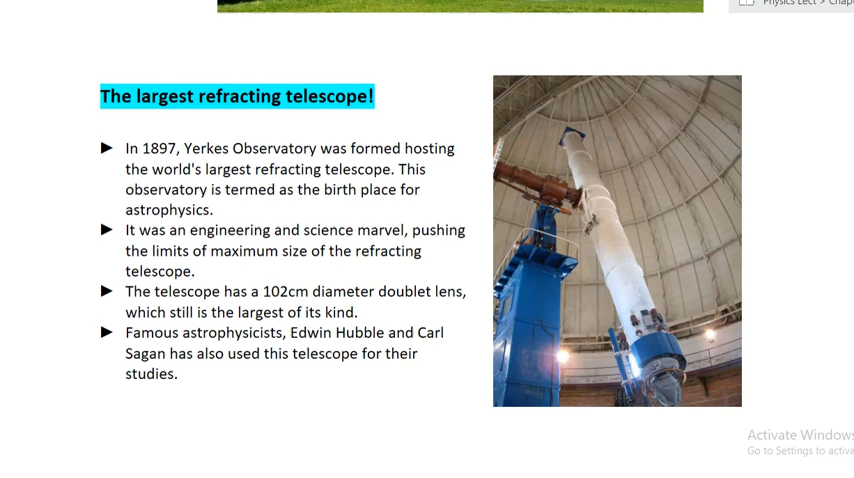 Physics Lect > Chap
The largest refracting telescope!
► In 1897, Yerkes Observatory was formed hosting
the world's largest refracting telescope. This
observatory is termed as the birth place for
astrophysics.
► It was an engineering and science marvel, pushing
the limits of maximum size of the refracting
telescope.
► The telescope has a 102cm diameter doublet lens,
which still is the largest of its kind.
► Famous astrophysicists, Edwin Hubble and Carl
Sagan has also used this telescope for their
studies.
Activate Windows
Go to Settings to activa